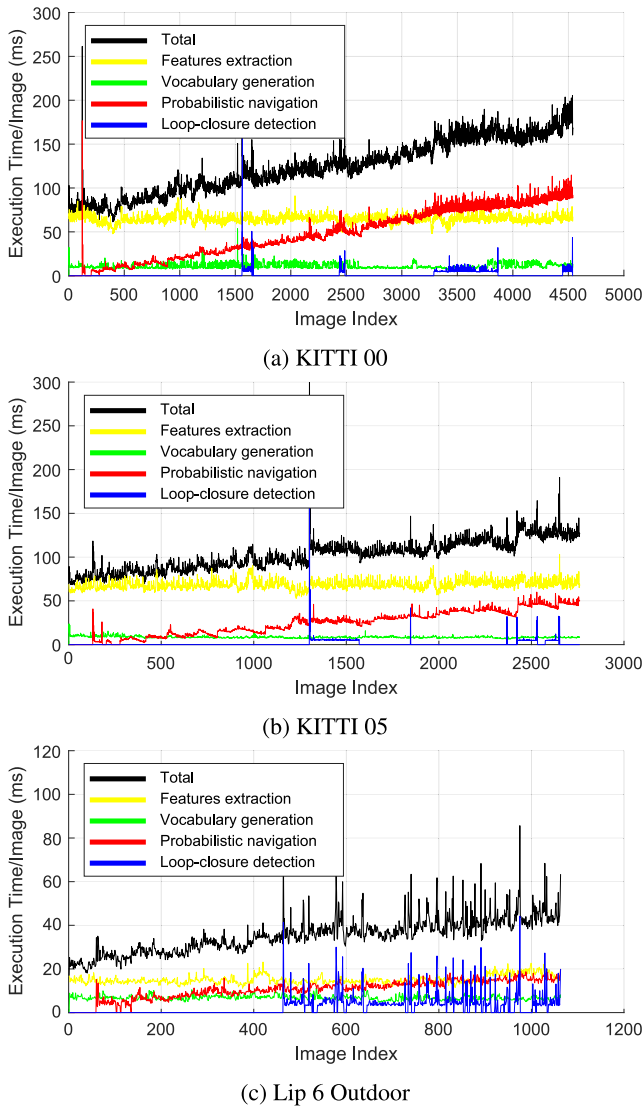 300
250
200
150
100
50
0
Execution Time/Image (ms)
Total
Features extraction
Vocabulary generation
Probabilistic navigation
Loop-closure detection
0 500 1000 1500 2000 2500 3000 3500 4000 4500 5000
Image Index
(a) KITTI 00
300
250
200
150
100
50
0
Execution Time/Image (ms)
Total
Features extraction
Vocabulary generation
Probabilistic navigation
Loop-closure detection
0 500 1000 1500 2000 2500 3000
Image Index
(b) KITTI 05
120
100
80
60
40
20
0
Execution Time/Image (ms)
Total
Features extraction
Vocabulary generation
Probabilistic navigation
Loop-closure detection
0 200 400 600 800 1000 1200
Image Index
(c) Lip 6 Outdoor